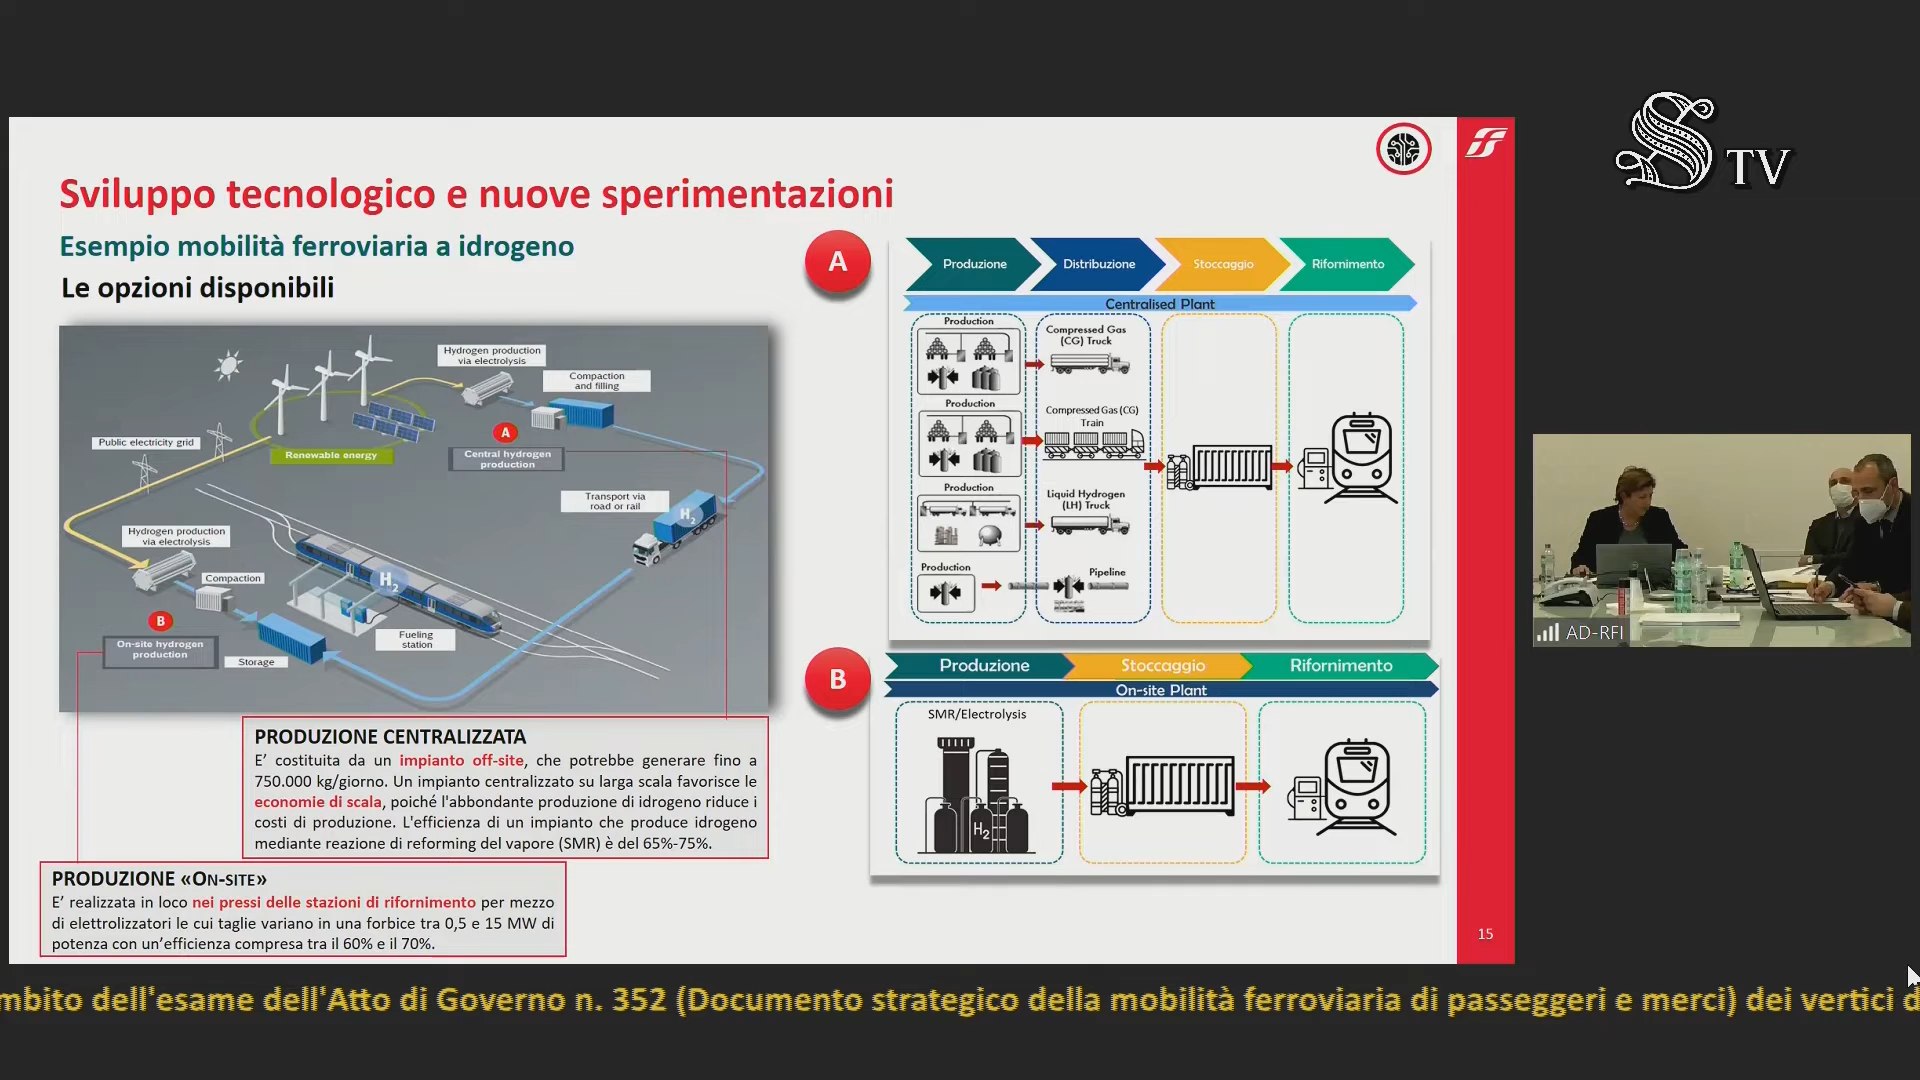 S TV
Sviluppo tecnologico e nuove sperimentazioni
Esempio mobilità ferroviaria a idrogeno
Le opzioni disponibili
Hydrogen production
via electrolysis
Compaction
and filling
Public electricity grid
Renewable energy
A
Central hydrogen
production
Transport via
road or rail
H2
Hydrogen production
via electrolysis
Compaction
H2
B
On-site hydrogen
production
Storage
Fueling
station
PRODUZIONE CENTRALIZZATA
E' costituita da un impianto off-site, che potrebbe generare fino a
750.000 kg/giorno. Un impianto centralizzato su larga scala favorisce le
economie di scala, poiché l'abbondante produzione di idrogeno riduce i
costi di produzione. L'efficienza di un impianto che produce idrogeno
mediante reazione di reforming del vapore (SMR) è del 65%-75%.
PRODUZIONE «ON-SITE»
E' realizzata in loco nei pressi delle stazioni di rifornimento per mezzo
di elettrolizzatori le cui taglie variano in una forbice tra 0,5 e 15 MW di
potenza con un'efficienza compresa tra il 60% e il 70%.
A
Produzione Distribuzione Stoccaggio Rifornimento
Centralised Plant
Production
Compressed Gas
(CG) Truck
Production
Compressed Gas (CG)
Train
Production
Liquid Hydrogen
(LH) Truck
Production
Pipeline
B
Produzione Stoccaggio Rifornimento
On-site Plant
SMR/Electrolysis
H2
15
AD-RFI
mbito dell'esame dell'Atto di Governo n. 352 (Documento strategico della mobilità ferroviaria di passeggeri e merci) dei vertici d